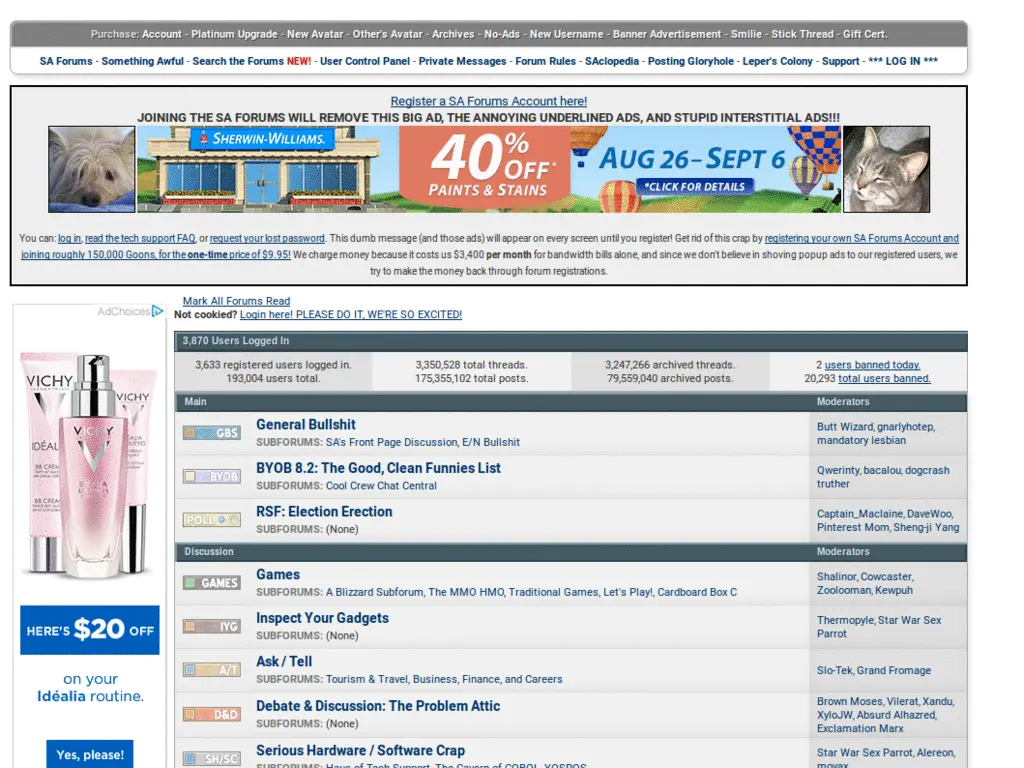 Purchase: Account - Platinum Upgrade - New Avatar - Other's Avatar - Archives - No-Ads - New Username - Banner Advertisement - Smilie - Stick Thread - Gift Cert.
SA Forums - Something Awful - Search the Forums NEW! - User Control Panel - Private Messages - Forum Rules - SAclopedia - Posting Gloryhole - Leper's Colony - Support - *** LOG IN ***
Register a SA Forums Account here!
JOINING THE SA FORUMS WILL REMOVE THIS BIG AD, THE ANNOYING UNDERLINED ADS, AND STUPID INTERSTITIAL ADS!!!
SHERWIN-WILLIAMS.
40% OFF*
PAINTS & STAINS
AUG 26-SEPT 6
*CLICK FOR DETAILS
You can: log in, read the tech support FAQ, or request your lost password. This dumb message (and those ads) will appear on every screen until you register! Get rid of this crap by registering your own SA Forums Account and
joining roughly 150,000 Goons, for the one-time price of $9.95! We charge money because it costs us $3,400 per month for bandwidth bills alone, and since we don't believe in shoving popup ads to our registered users, we
try to make the money back through forum registrations.
AdChoices
Mark All Forums Read
Not cookied? Login here! PLEASE DO IT, WE'RE SO EXCITED!
3,870 Users Logged In
3,633 registered users logged in.
193,004 users total.
3,350,528 total threads.
175,355,102 total posts.
3,247,266 archived threads.
79,559,040 archived posts.
2 users banned today.
20,293 total users banned.
Main
Moderators
GBS
General Bullshit
SUBFORUMS: SA's Front Page Discussion, E/N Bullshit
Butt Wizard, gnarlyhotep,
mandatory lesbian
BYOB
BYOB 8.2: The Good, Clean Funnies List
SUBFORUMS: Cool Crew Chat Central
Qwerinty, bacalou, dogcrash
truther
POLL
RSF: Election Erection
SUBFORUMS: (None)
Captain_Maclaine, DaveWoo,
Pinterest Mom, Sheng-ji Yang
Discussion
Moderators
GAMES
Games
SUBFORUMS: A Blizzard Subforum, The MMO HMO, Traditional Games, Let's Play!, Cardboard Box C
Shalinor, Cowcaster,
Zoolooman, Kewpuh
IYG
Inspect Your Gadgets
SUBFORUMS: (None)
Thermopyle, Star War Sex
Parrot
A/T
Ask / Tell
SUBFORUMS: Tourism & Travel, Business, Finance, and Careers
Slo-Tek, Grand Fromage
D&D
Debate & Discussion: The Problem Attic
SUBFORUMS: (None)
Brown Moses, Vilerat, Xandu,
XyloJW, Absurd Alhazred,
Exclamation Marx
SH/SC
Serious Hardware / Software Crap
SUBFORUMS: Haus of Tech Support, The Cavern of COBOL, YOSPOS
Star War Sex Parrot, Alereon,
movax
VICHY
VICHY
VICHY
BB CREAM
HERE'S $20 OFF
on your
Idéalia routine.
Yes, please!